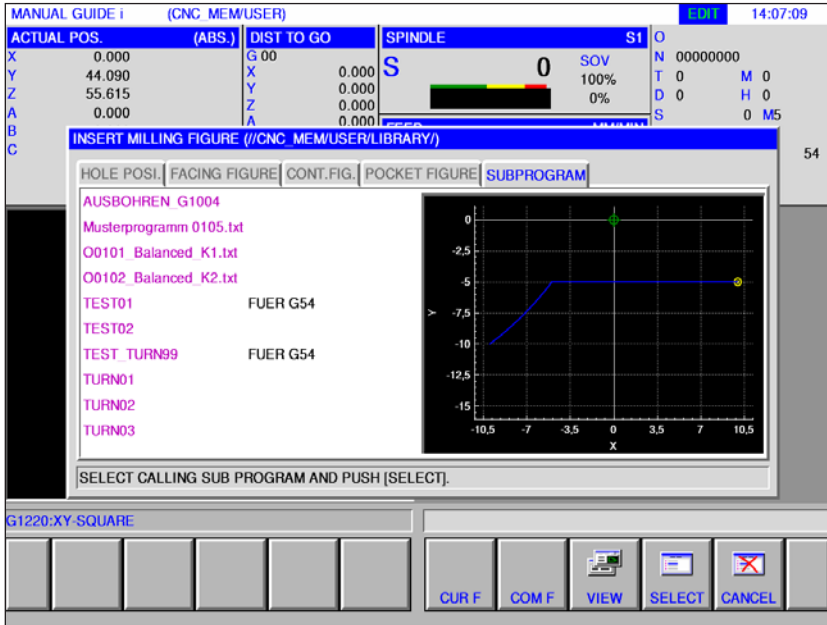 MANUAL GUIDE i (CNC_MEM/USER) EDIT 14:07:09
ACTUAL POS. (ABS.) DIST TO GO SPINDLE S1 O
X 0.000 G 00 N 00000000
Y 44.090 X 0.000 S 0 SOV T 0 M 0
Z 55.615 Y 0.000 100% D 0 H 0
A 0.000 Z 0.000 0% S 0 M5
B A 0.000
C 54
INSERT MILLING FIGURE (//CNC_MEM/USER/LIBRARY/)
HOLE POSI. FACING FIGURE CONT.FIG. POCKET FIGURE SUBPROGRAM
AUSBOHREN_G1004
Musterprogramm 0105.txt
O0101_Balanced_K1.txt
O0102_Balanced_K2.txt
TEST01 FUER G54
TEST02
TEST_TURN99 FUER G54
TURN01
TURN02
TURN03
0
-2,5
-5
-7,5
-10
-12,5
-15
Y
-10,5 -7 -3,5 0 3,5 7 10,5
X
SELECT CALLING SUB PROGRAM AND PUSH [SELECT].
G1220:XY-SQUARE
CUR F COM F VIEW SELECT CANCEL